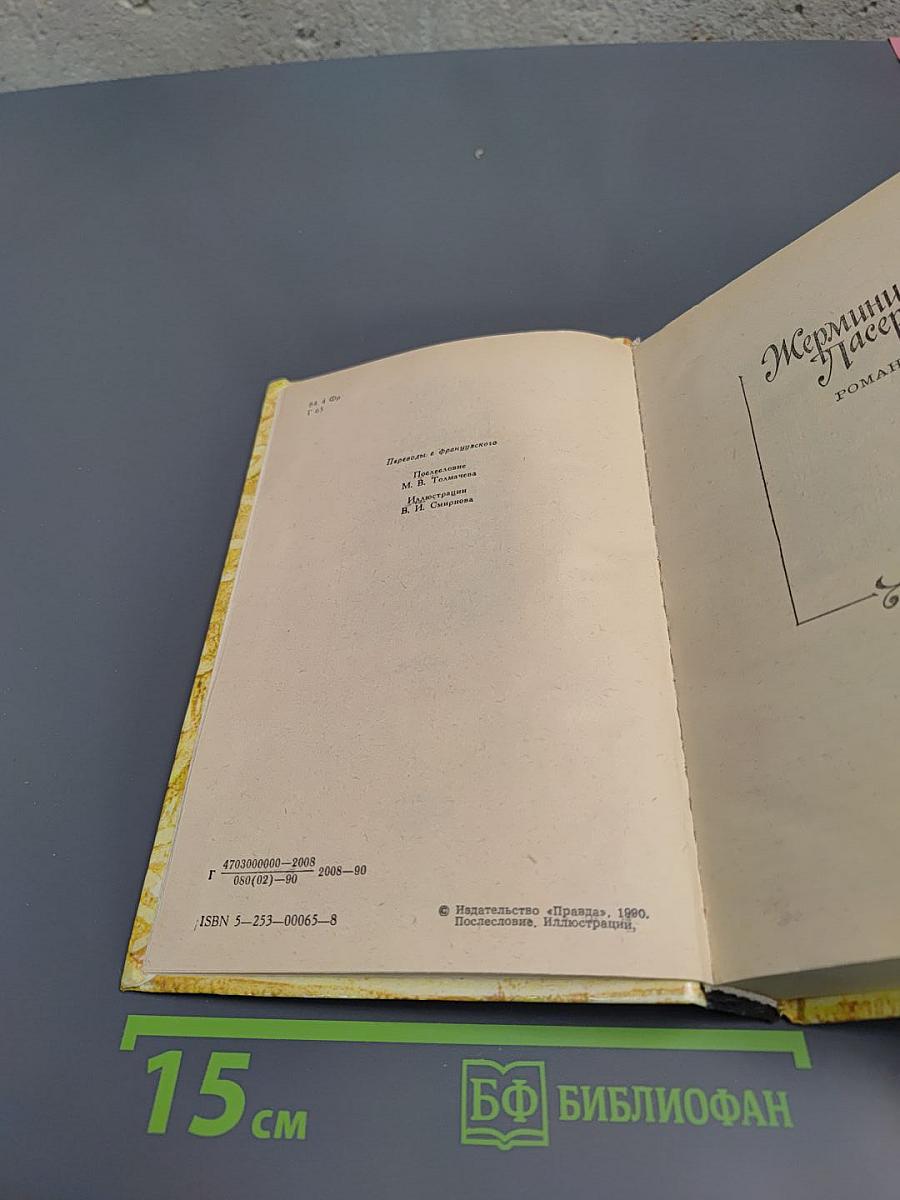 84.4 Фр
Г 63
Переводы с французского
Послесловие
М. В. Толмачева
Иллюстрации
В. И. Смирнова
Г 4703000000—2008
080(02)—90
2008—90
ISBN 5—253—00065—8
© Издательство «Правда», 1990.
Послесловие. Иллюстрации.
Жермини
Ласер
РОМАН
15 см
БФ БИБЛИОФАН